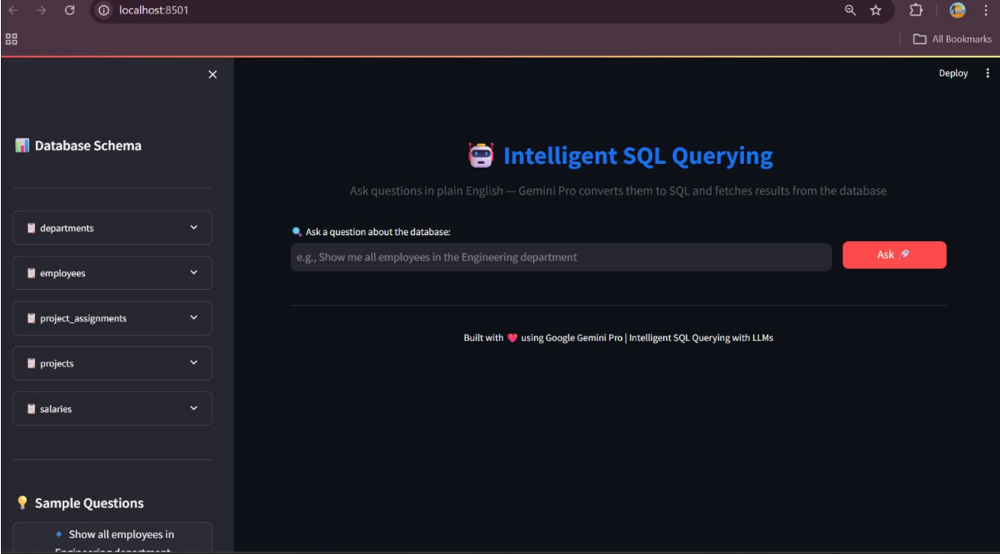 localhost:8501
All Bookmarks
Deploy
Database Schema
departments
employees
project_assignments
projects
salaries
Sample Questions
Show all employees in
Engineering department
Intelligent SQL Querying
Ask questions in plain English — Gemini Pro converts them to SQL and fetches results from the database
Ask a question about the database:
e.g., Show me all employees in the Engineering department
Ask
Built with ❤️ using Google Gemini Pro | Intelligent SQL Querying with LLMs